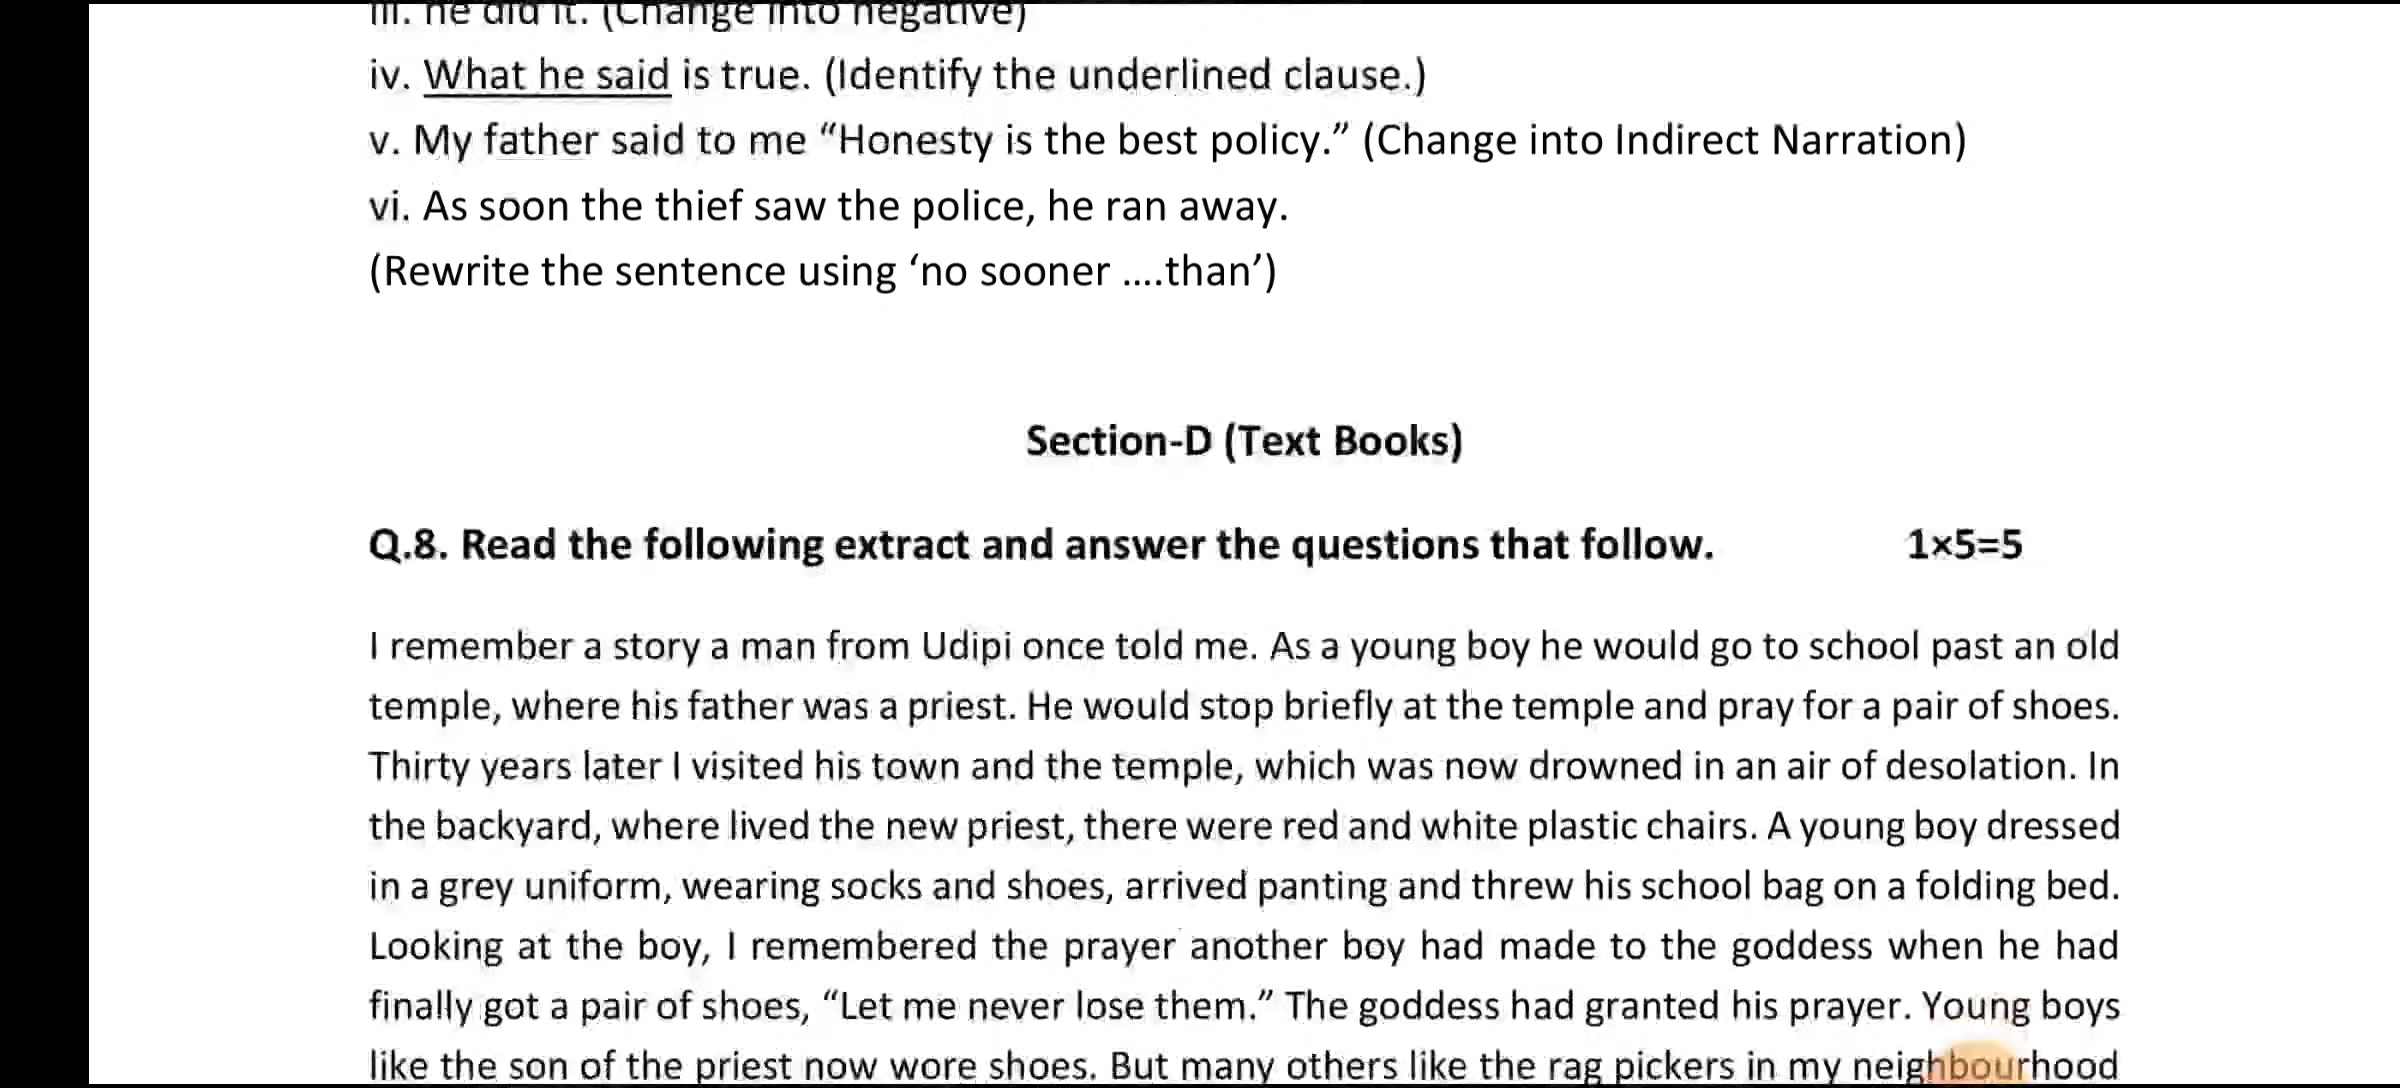 iii. he did it. (Change into negative)
iv. What he said is true. (Identify the underlined clause.)
v. My father said to me “Honesty is the best policy.” (Change into Indirect Narration)
vi. As soon the thief saw the police, he ran away.
(Rewrite the sentence using ‘no sooner ....than’)
Section-D (Text Books)
Q.8. Read the following extract and answer the questions that follow. 1×5=5
I remember a story a man from Udipi once told me. As a young boy he would go to school past an old
temple, where his father was a priest. He would stop briefly at the temple and pray for a pair of shoes.
Thirty years later I visited his town and the temple, which was now drowned in an air of desolation. In
the backyard, where lived the new priest, there were red and white plastic chairs. A young boy dressed
in a grey uniform, wearing socks and shoes, arrived panting and threw his school bag on a folding bed.
Looking at the boy, I remembered the prayer another boy had made to the goddess when he had
finally got a pair of shoes, “Let me never lose them.” The goddess had granted his prayer. Young boys
like the son of the priest now wore shoes. But many others like the rag pickers in my neighbourhood